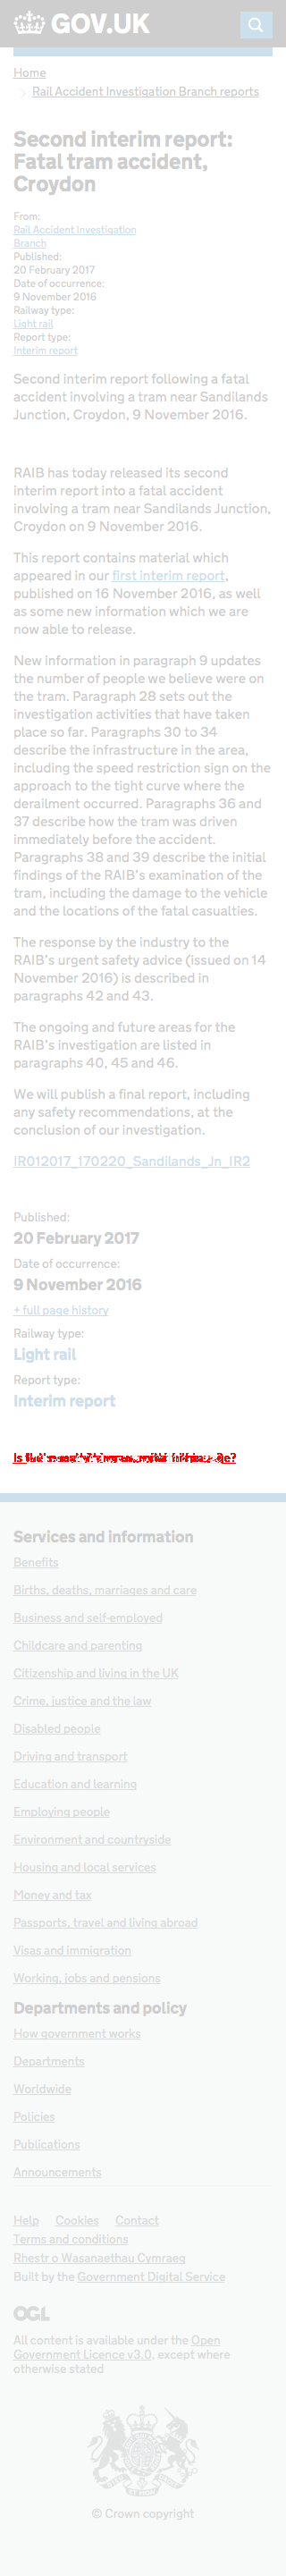 GOV.UK
Home
Rail Accident Investigation Branch reports
Second interim report:
Fatal tram accident,
Croydon
From:
Rail Accident Investigation
Branch
Published:
20 February 2017
Date of occurrence:
9 November 2016
Railway type:
Light rail
Report type:
Interim report
Second interim report following a fatal
accident involving a tram near Sandilands
Junction, Croydon, 9 November 2016.
RAIB has today released its second
interim report into a fatal accident
involving a tram near Sandilands Junction,
Croydon on 9 November 2016.
This report contains material which
appeared in our first interim report,
published on 16 November 2016, as well
as some new information which we are
now able to release.
New information in paragraph 9 updates
the number of people we believe were on
the tram. Paragraph 28 sets out the
investigation activities that have taken
place so far. Paragraphs 30 to 34
describe the infrastructure in the area,
including the speed restriction sign on the
approach to the tight curve where the
derailment occurred. Paragraphs 36 and
37 describe how the tram was driven
immediately before the accident.
Paragraphs 38 and 39 describe the initial
findings of the RAIB's examination of the
tram, including the damage to the vehicle
and the locations of the fatal casualties.
The response by the industry to the
RAIB's urgent safety advice (issued on 14
November 2016) is described in
paragraphs 42 and 43.
The ongoing and future areas for the
RAIB's investigation are listed in
paragraphs 40, 45 and 46.
We will publish a final report, including
any safety recommendations, at the
conclusion of our investigation.
IR012017_170220_Sandilands_Jn_IR2
Published:
20 February 2017
Date of occurrence:
9 November 2016
+ full page history
Railway type:
Light rail
Report type:
Interim report
Is
Services and information
Benefits
Births, deaths, marriages and care
Business and self-employed
Childcare and parenting
Citizenship and living in the UK
Crime, justice and the law
Disabled people
Driving and transport
Education and learning
Employing people
Environment and countryside
Housing and local services
Money and tax
Passports, travel and living abroad
Visas and immigration
Working, jobs and pensions
Departments and policy
How government works
Departments
Worldwide
Policies
Publications
Announcements
Help Cookies Contact
Terms and conditions
Rhestr o Wasanaethau Cymraeg
Built by the Government Digital Service
OGL
All content is available under the Open
Government Licence v3.0, except where
otherwise stated
© Crown copyright